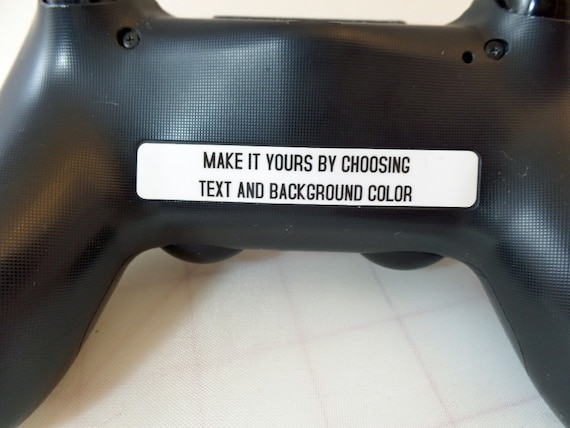 MAKE IT YOURS BY CHOOSING
TEXT AND BACKGROUND COLOR